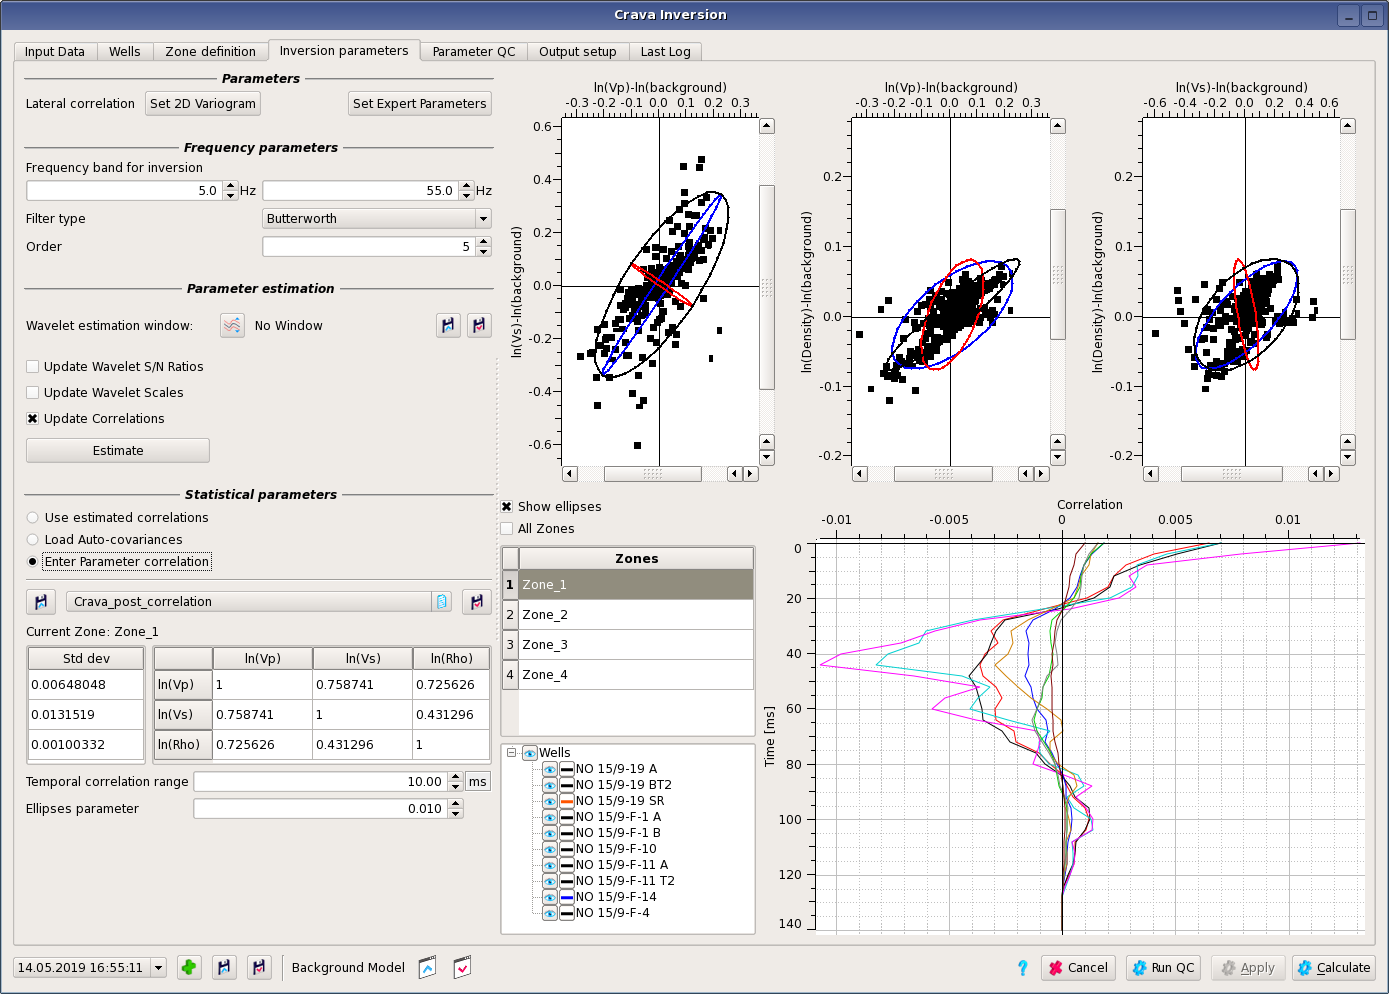 Crava Inversion
Input Data
Wells
Zone definition
Inversion parameters
Parameter QC
Output setup
Last Log
Parameters
Lateral correlation
Set 2D Variogram
Set Expert Parameters
Frequency parameters
Frequency band for inversion
5.0 Hz
55.0 Hz
Filter type
Butterworth
Order
5
Parameter estimation
Wavelet estimation window:
No Window
Update Wavelet S/N Ratios
Update Wavelet Scales
Update Correlations
Estimate
Statistical parameters
Use estimated correlations
Load Auto-covariances
Enter Parameter correlation
Crava_post_correlation
Current Zone: Zone_1
Std dev
0.00648048
0.0131519
0.00100332
ln(Vp) ln(Vs) ln(Rho)
ln(Vp) 1 0.758741 0.725626
ln(Vs) 0.758741 1 0.431296
ln(Rho) 0.725626 0.431296 1
Temporal correlation range
10.00
ms
Ellipses parameter
0.010
ln(Vp)-ln(background)
-0.3 -0.2 -0.1 0.0 0.1 0.2 0.3
ln(Vs)-ln(background)
0.6
0.4
0.2
0.0
-0.2
-0.4
-0.6
ln(Vp)-ln(background)
-0.3 -0.2 -0.1 0.0 0.1 0.2 0.3
ln(Density)-ln(background)
0.2
0.1
0.0
-0.1
-0.2
ln(Vs)-ln(background)
-0.6 -0.4 -0.2 0.0 0.2 0.4 0.6
ln(Density)-ln(background)
0.2
0.1
0.0
-0.1
-0.2
Show ellipses
All Zones
Zones
1 Zone_1
2 Zone_2
3 Zone_3
4 Zone_4
Wells
NO 15/9-19 A
NO 15/9-19 BT2
NO 15/9-19 SR
NO 15/9-F-1 A
NO 15/9-F-1 B
NO 15/9-F-10
NO 15/9-F-11 A
NO 15/9-F-11 T2
NO 15/9-F-14
NO 15/9-F-4
Correlation
-0.01 -0.005 0 0.005 0.01
Time [ms]
0
20
40
60
80
100
120
140
14.05.2019 16:55:11
Background Model
?
Cancel
Run QC
Apply
Calculate